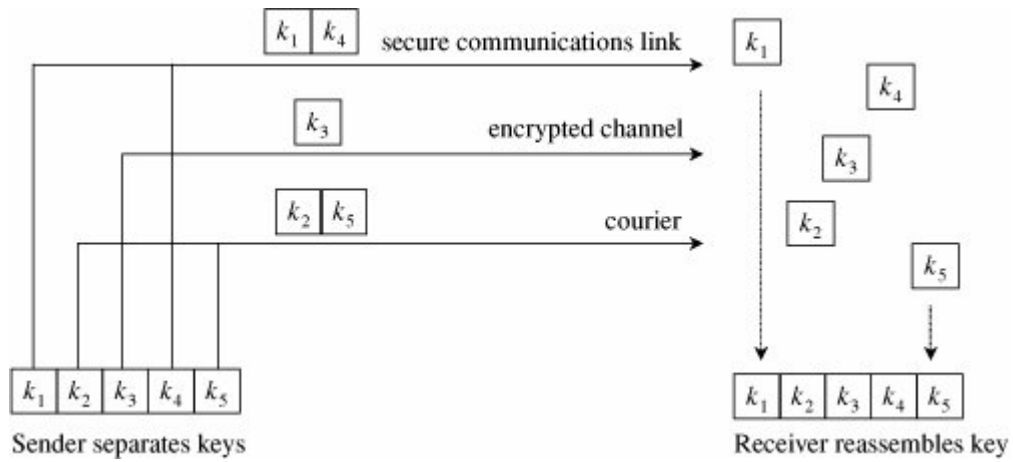 k1 k4 secure communications link k1
k4
k3 encrypted channel
k3
k2 k5 courier
k2
k5
k1 k2 k3 k4 k5
k1 k2 k3 k4 k5
Sender separates keys
Receiver reassembles key